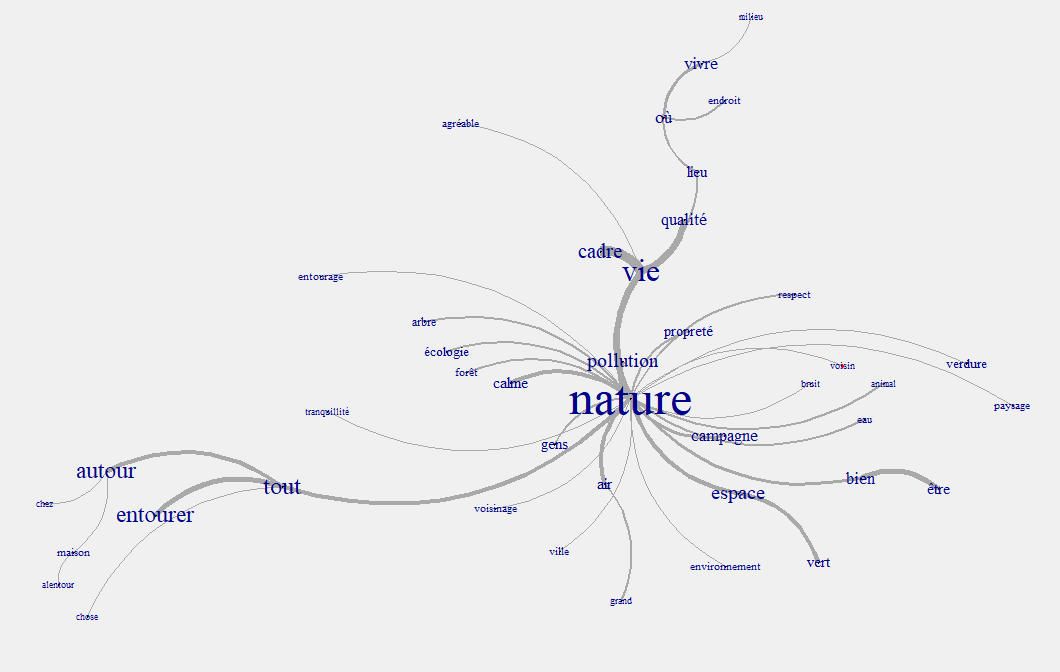 milieu
vivre
endroit
où
agréable
lieu
qualité
cadre
vie
entourage
respect
arbre
propreté
écologie
pollution
voisin
verdure
forêt
calme
bruit
animal
nature
paysage
tranquillité
eau
campagne
gens
autour
bien
air
tout
être
espace
chez
voisinage
entourer
maison
ville
vert
environnement
alentour
grand
chose